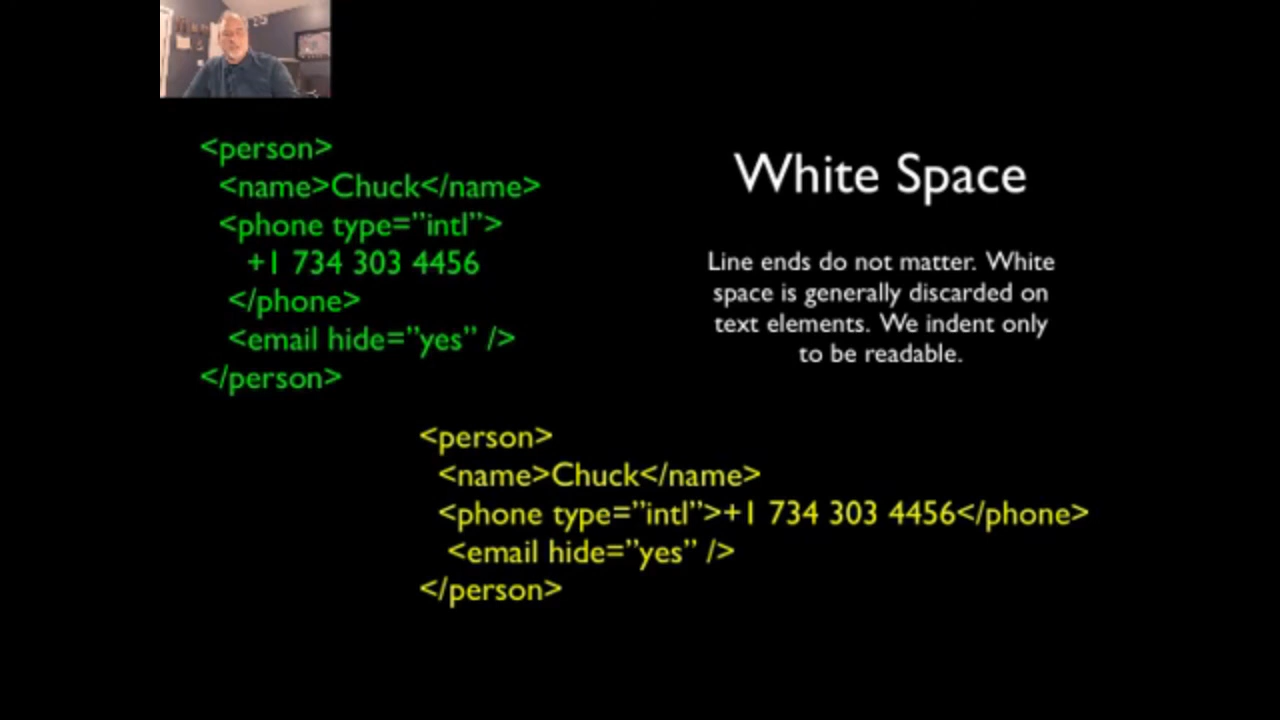 <person>
<name>Chuck</name>
<phone type=”intl”>
+1 734 303 4456
</phone>
<email hide=”yes” />
</person>
White Space
Line ends do not matter. White
space is generally discarded on
text elements. We indent only
to be readable.
<person>
<name>Chuck</name>
<phone type=”intl”>+1 734 303 4456</phone>
<email hide=”yes” />
</person>